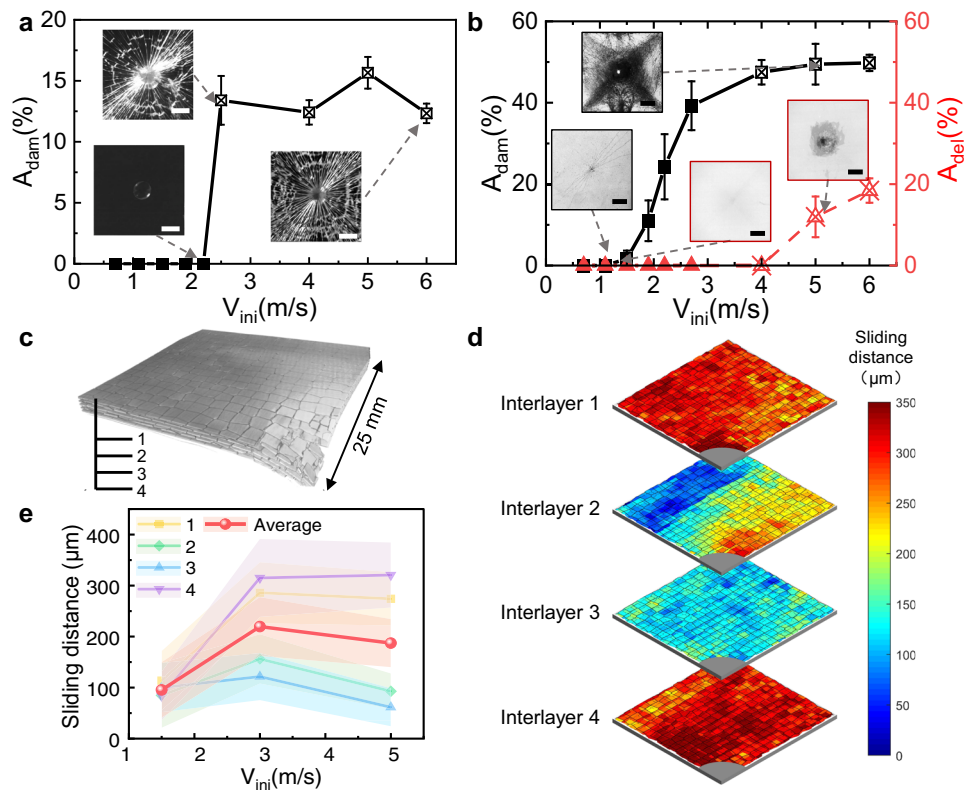 a
20
15
10
5
0
A_dam(%)
0 1 2 3 4 5 6
V_ini(m/s)
b
60
40
20
0
A_dam(%)
60
50
40
30
20
10
0
A_del(%)
0 1 2 3 4 5 6
V_ini(m/s)
c
1
2
3
4
25 mm
d
Sliding
distance
(μm)
Interlayer 1
Interlayer 2
Interlayer 3
Interlayer 4
350
300
250
200
150
100
50
0
e
1 Average
2
3
4
400
300
200
100
0
Sliding distance (μm)
1 2 3 4 5
V_ini(m/s)